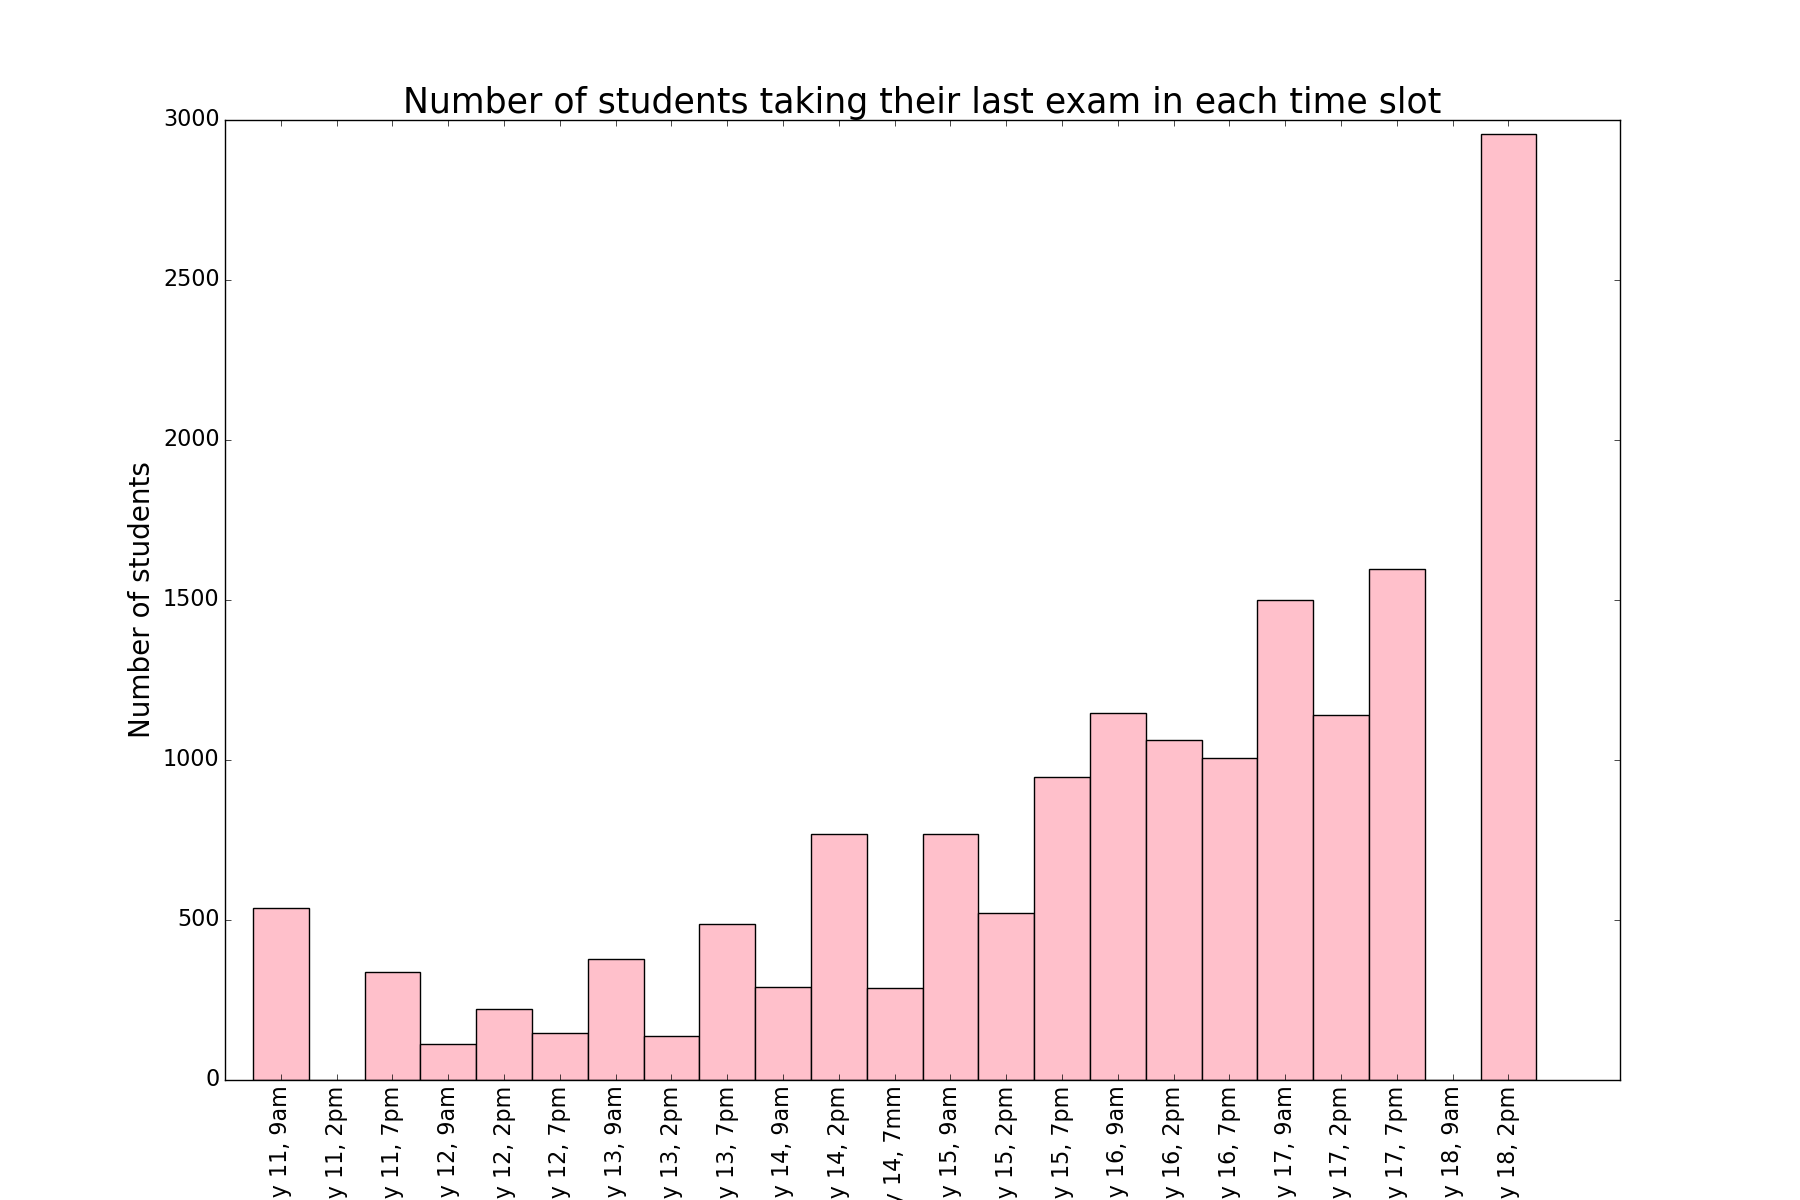 Number of students taking their last exam in each time slot
Number of students
3000
2500
2000
1500
1000
500
0
y 11, 9am
y 11, 2pm
y 11, 7pm
y 12, 9am
y 12, 2pm
y 12, 7pm
y 13, 9am
y 13, 2pm
y 13, 7pm
y 14, 9am
y 14, 2pm
y 14, 7mm
y 15, 9am
y 15, 2pm
y 15, 7pm
y 16, 9am
y 16, 2pm
y 16, 7pm
y 17, 9am
y 17, 2pm
y 17, 7pm
y 18, 9am
y 18, 2pm